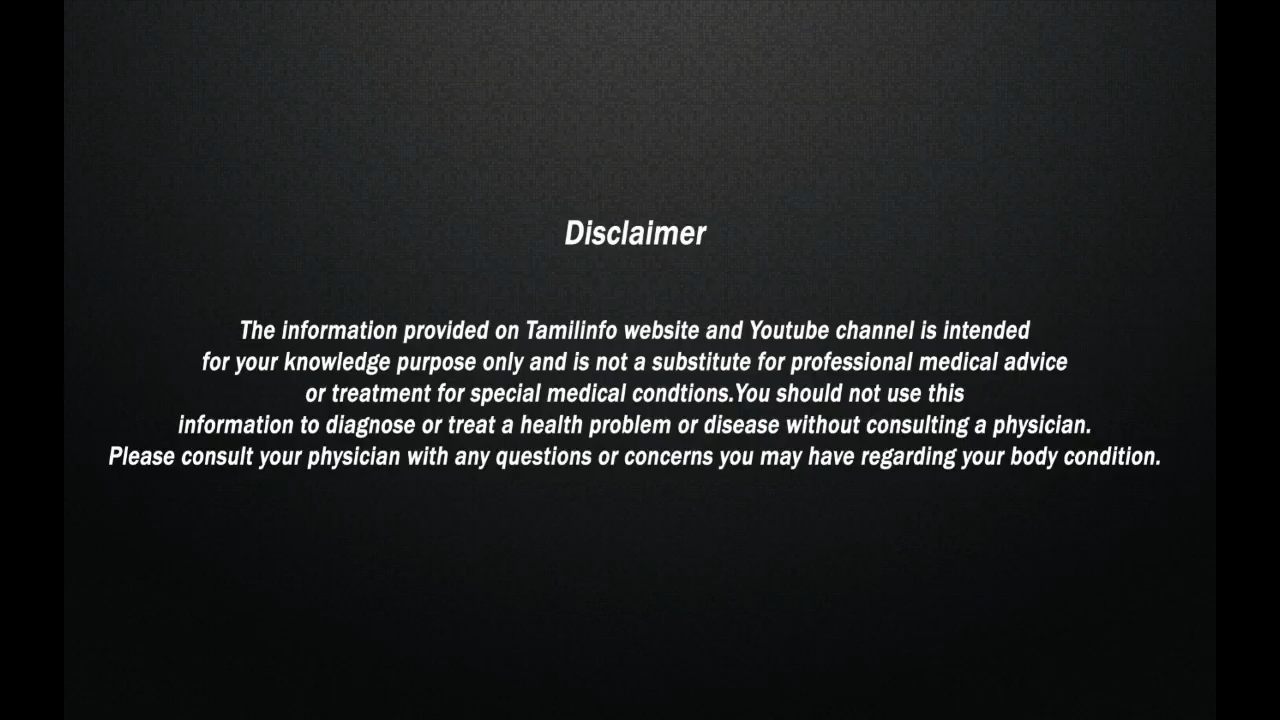 Disclaimer
The information provided on Tamilinfo website and Youtube channel is intended
for your knowledge purpose only and is not a substitute for professional medical advice
or treatment for special medical condtions.You should not use this
information to diagnose or treat a health problem or disease without consulting a physician.
Please consult your physician with any questions or concerns you may have regarding your body condition.